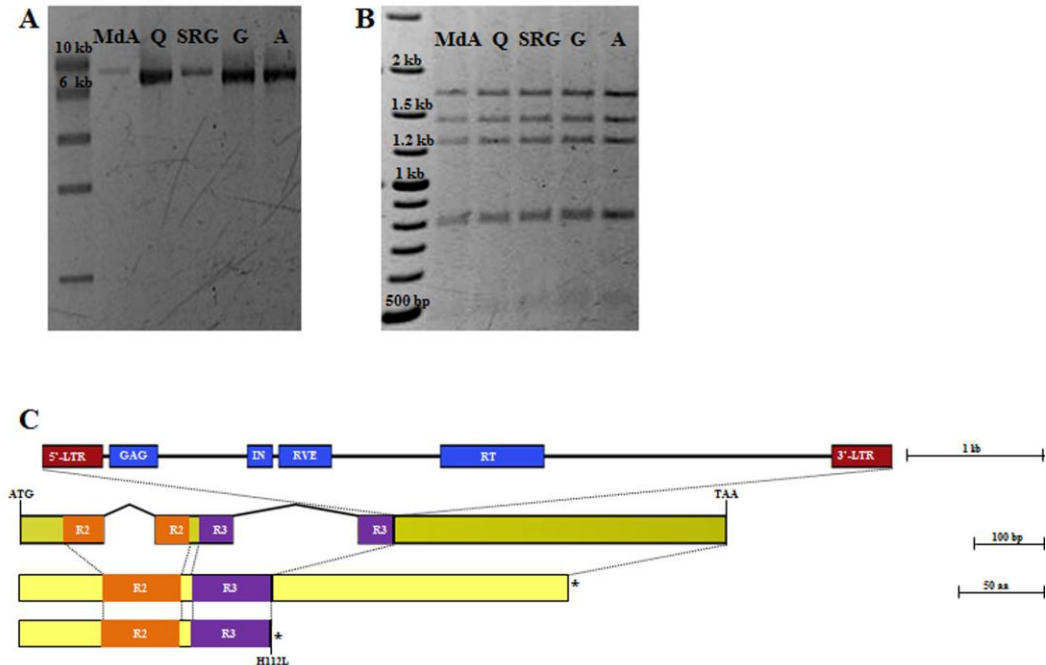 A
MdA Q SRG G A
10 kb
6 kb
B
MdA Q SRG G A
2 kb
1.5 kb
1.2 kb
1 kb
500 bp
C
5'-LTR GAG IN RVE RT 3'-LTR 1 kb
ATG TAA
R2 R2 R3 R3 100 bp
R2 R3 * 50 aa
R2 R3 *
H112L